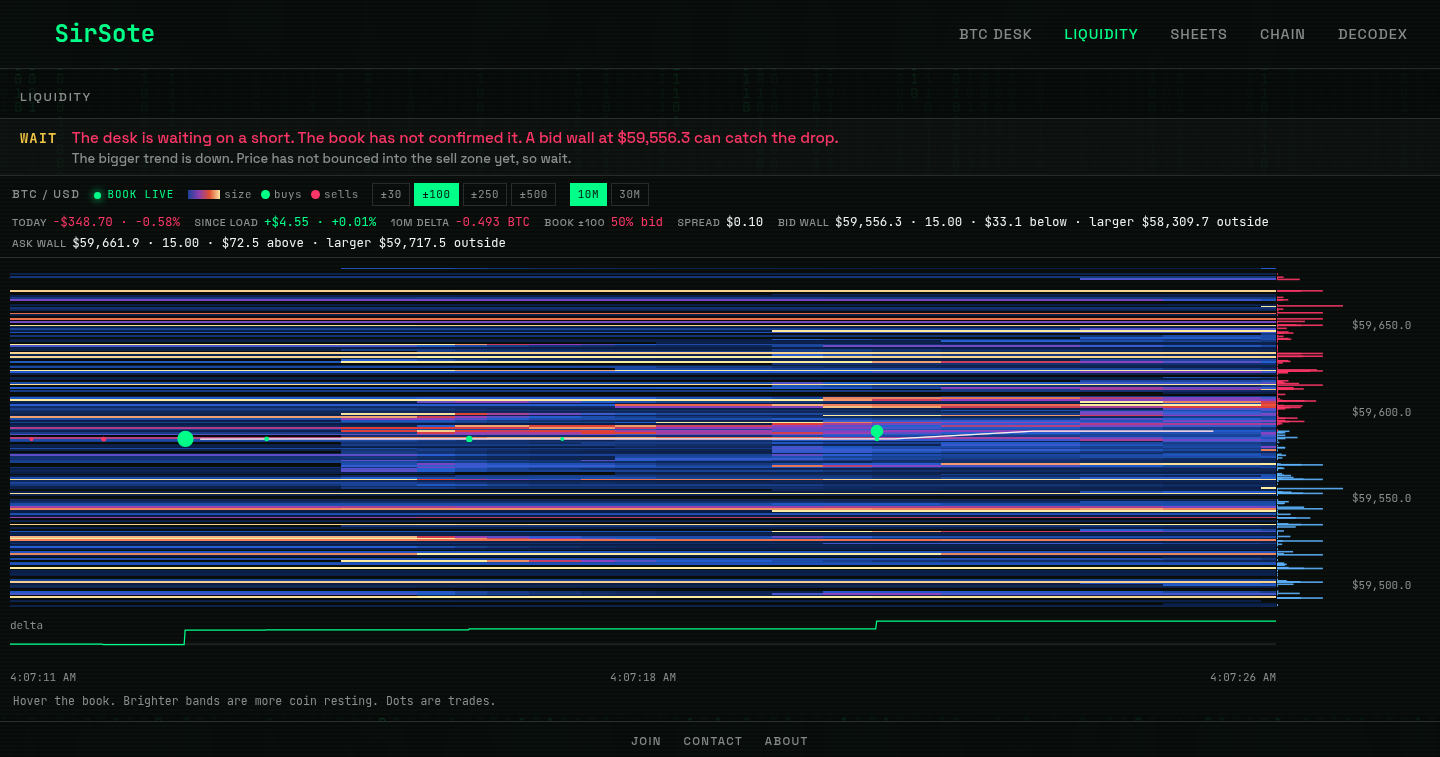 SirSote
BTC DESK LIQUIDITY SHEETS CHAIN DECODEX
LIQUIDITY
WAIT The desk is waiting on a short. The book has not confirmed it. A bid wall at $59,556.3 can catch the drop.
The bigger trend is down. Price has not bounced into the sell zone yet, so wait.
BTC / USD BOOK LIVE size buys sells ±30 ±100 ±250 ±500 10M 30M
TODAY -$348.70 · -0.58% SINCE LOAD +$4.55 · +0.01% 10M DELTA -0.493 BTC BOOK ±100 50% bid SPREAD $0.10 BID WALL $59,556.3 · 15.00 · $33.1 below · larger $58,309.7 outside
ASK WALL $59,661.9 · 15.00 · $72.5 above · larger $59,717.5 outside
$59,650.0
$59,600.0
$59,550.0
$59,500.0
delta
4:07:11 AM 4:07:18 AM 4:07:26 AM
Hover the book. Brighter bands are more coin resting. Dots are trades.
JOIN CONTACT ABOUT